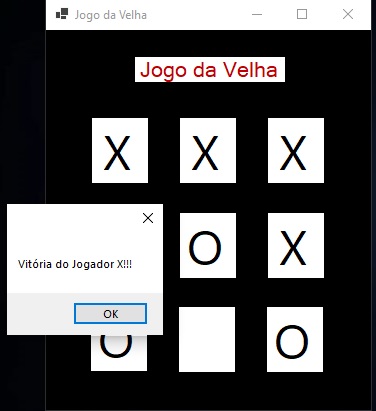 Jogo da Velha
Jogo da Velha
X X X
O X
Vitória do Jogador X!!!
OK
O O